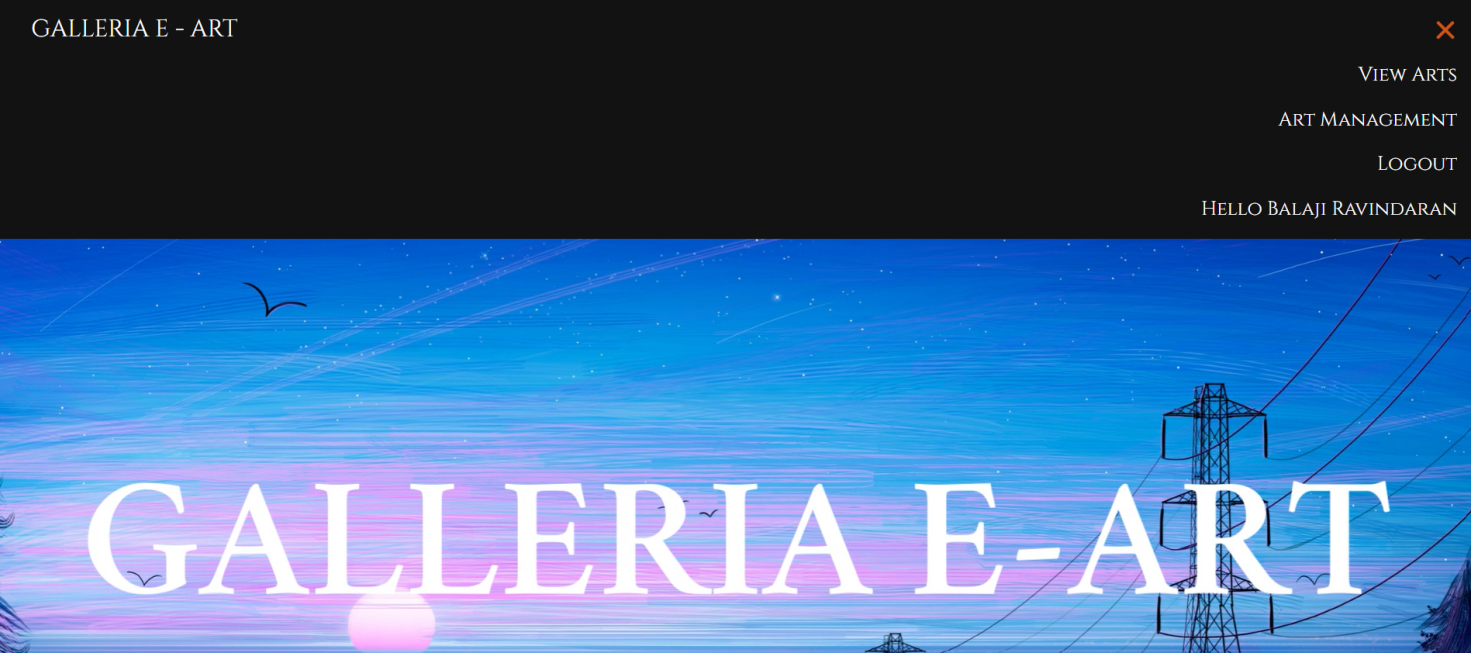 GALLERIA E - ART
View Arts
Art Management
Logout
Hello Balaji Ravindaran
GALLERIA E-ART